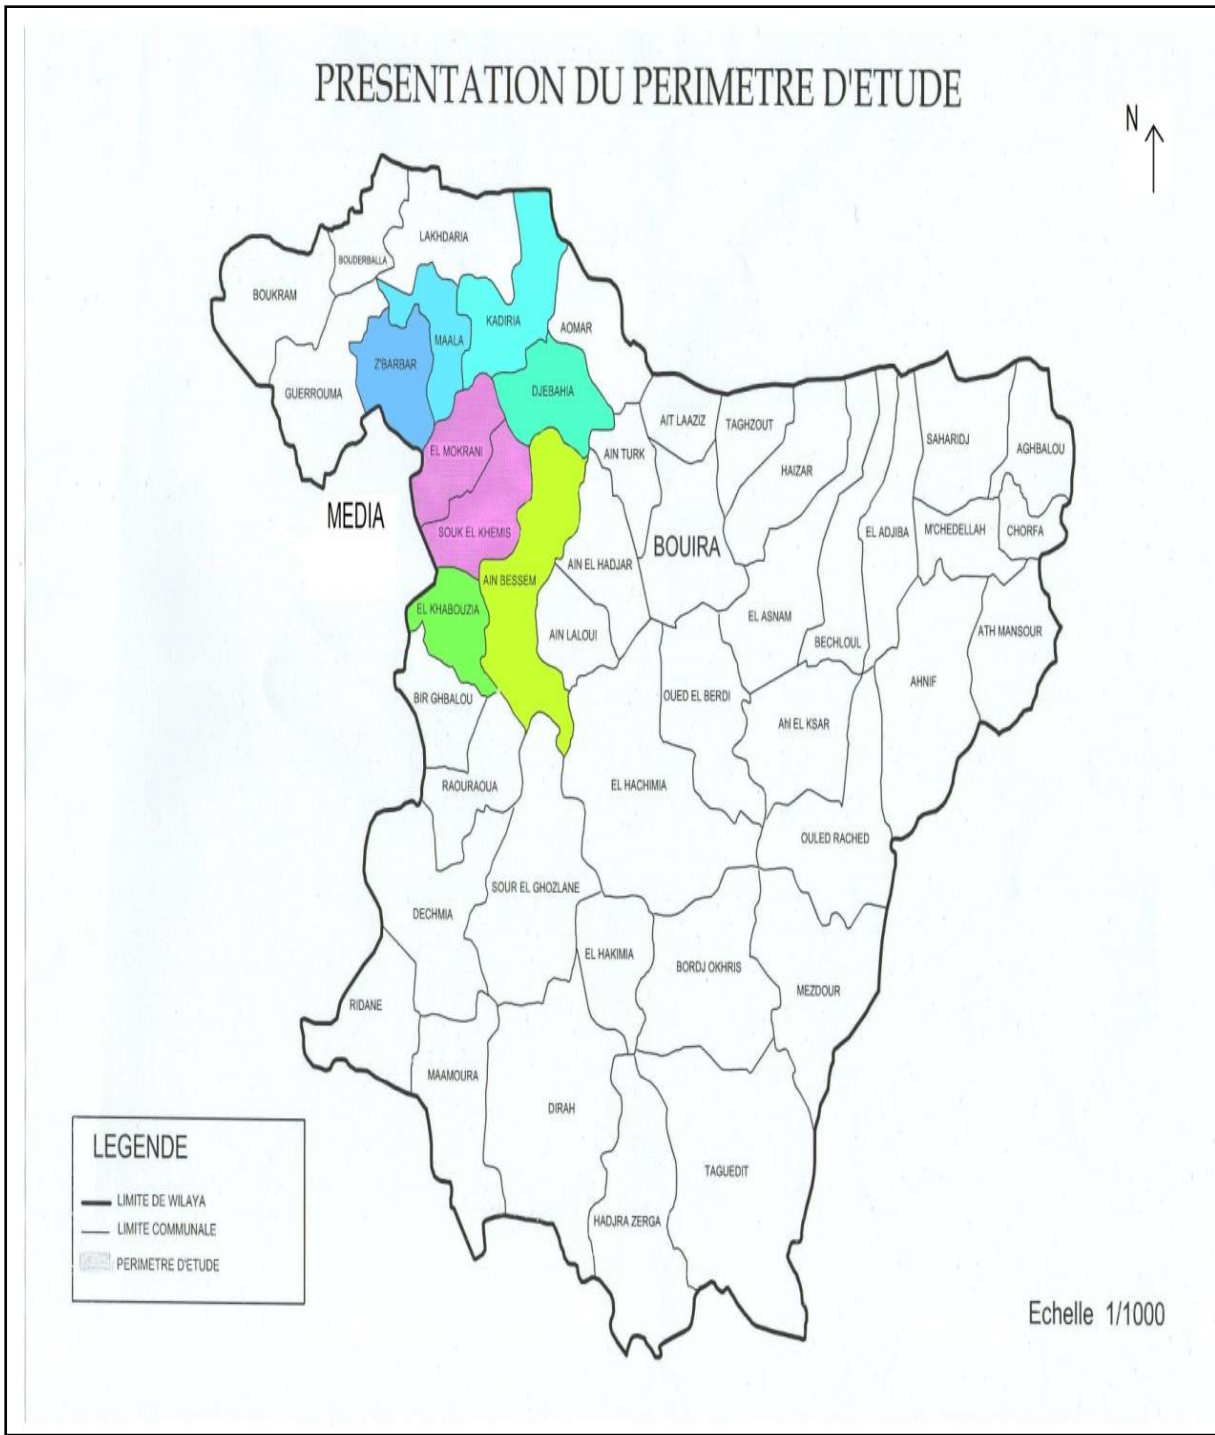 PRESENTATION DU PERIMETRE D'ETUDE
N
LAKHDARIA
BOUDERBALLA
BOUKRAM
KADIRIA
AOMAR
MAALA
Z'BARBAR
GUERROUMA
DJEBAHIA
AIT LAAZIZ
TAGHZOUT
SAHARIDJ
AGHBALOU
EL MOKRANI
AIN TURK
HAIZAR
MEDIA
SOUK EL KHEMIS
EL ADJIBA
M'CHEDELLAH
CHORFA
BOUIRA
AIN EL HADJAR
AIN BESSEM
EL KHABOUZIA
EL ASNAM
AIN LALOUI
BECHLOUL
ATH MANSOUR
AHNIF
BIR GHBALOU
OUED EL BERDI
AHI EL KSAR
RAOURAOUA
EL HACHIMIA
OULED RACHED
SOUR EL GHOZLANE
DECHMIA
EL HAKIMIA
BORDJ OKHRIS
MEZDOUR
RIDANE
MAAMOURA
DIRAH
TAGUEDIT
HADJRA ZERGA
LEGENDE
LIMITE DE WILAYA
LIMITE COMMUNALE
PERIMETRE D'ETUDE
Echelle 1/1000